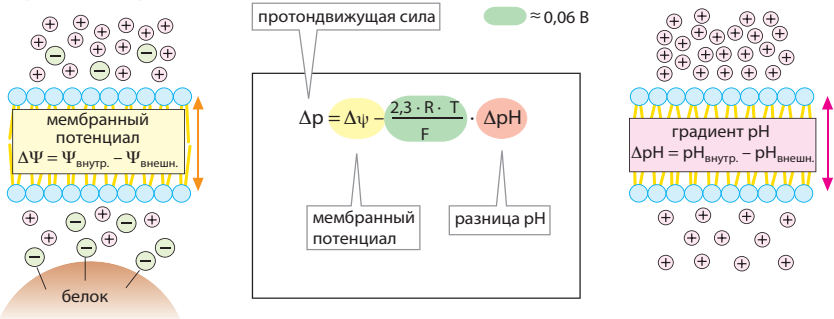 протондвижущая сила
≈ 0,06 В
мембранный
потенциал
ΔΨ = Ψвнутр. – Ψвнешн.
Δp = Δψ – 2,3 · R · T / F · ΔpH
мембранный
потенциал
разница pH
градиент pH
ΔpH = pHвнутр. – pHвнешн.
белок